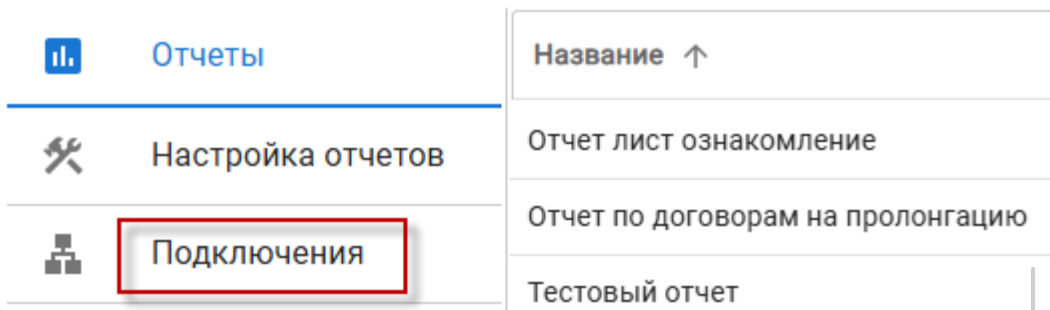 Отчеты
Настройка отчетов
Подключения
Название
Отчет лист ознакомление
Отчет по договорам на пролонгацию
Тестовый отчет